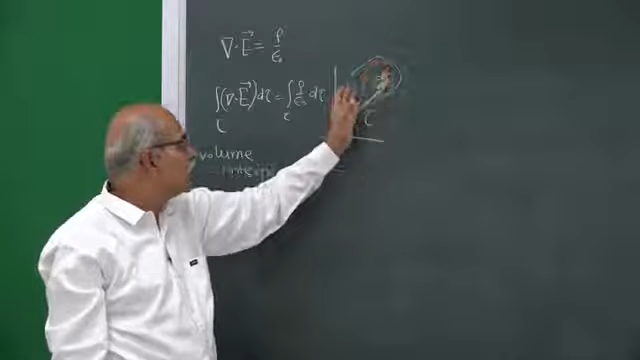 ∇·E⃗ = ρ/ε₀
∫(∇·E⃗)dτ = ∫ρ/ε₀ dτ
τ τ τ
volume